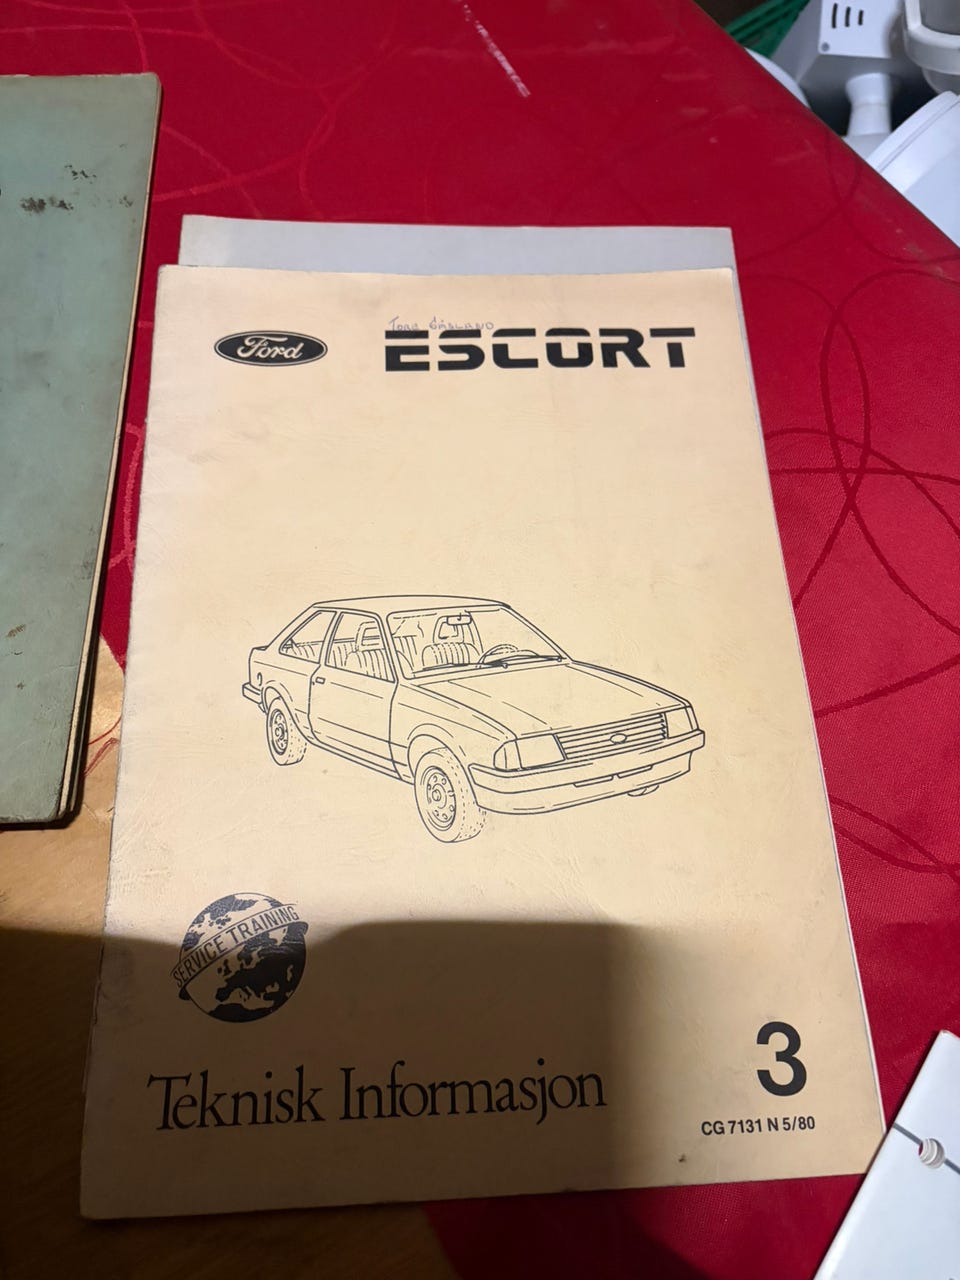 Ford
ESCORT
SERVICE TRAINING
Teknisk Informasjon
3
CG 7131 N 5/80